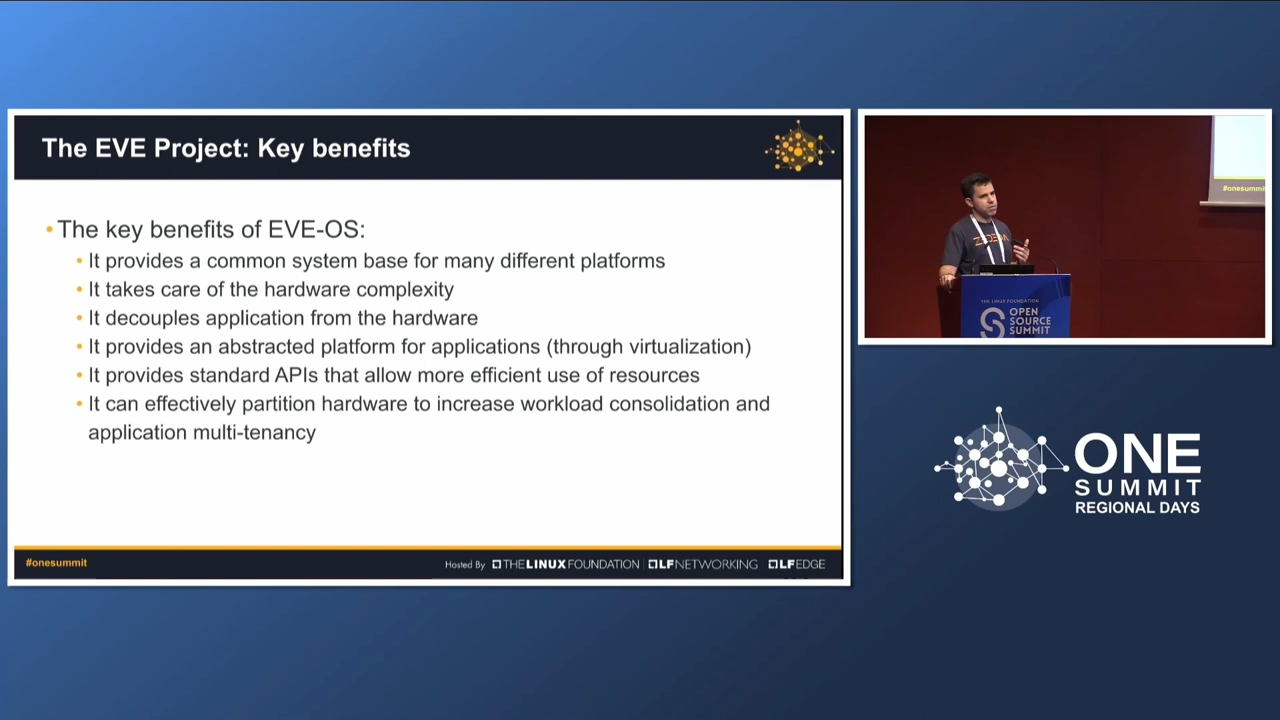 The EVE Project: Key benefits
• The key benefits of EVE-OS:
• It provides a common system base for many different platforms
• It takes care of the hardware complexity
• It decouples application from the hardware
• It provides an abstracted platform for applications (through virtualization)
• It provides standard APIs that allow more efficient use of resources
• It can effectively partition hardware to increase workload consolidation and
application multi-tenancy
#onesummit
Hosted By THE LINUX FOUNDATION | LF NETWORKING LF EDGE
#onesummit
THE LINUX FOUNDATION
OPEN
SOURCE
SUMMIT
ONE
SUMMIT
REGIONAL DAYS